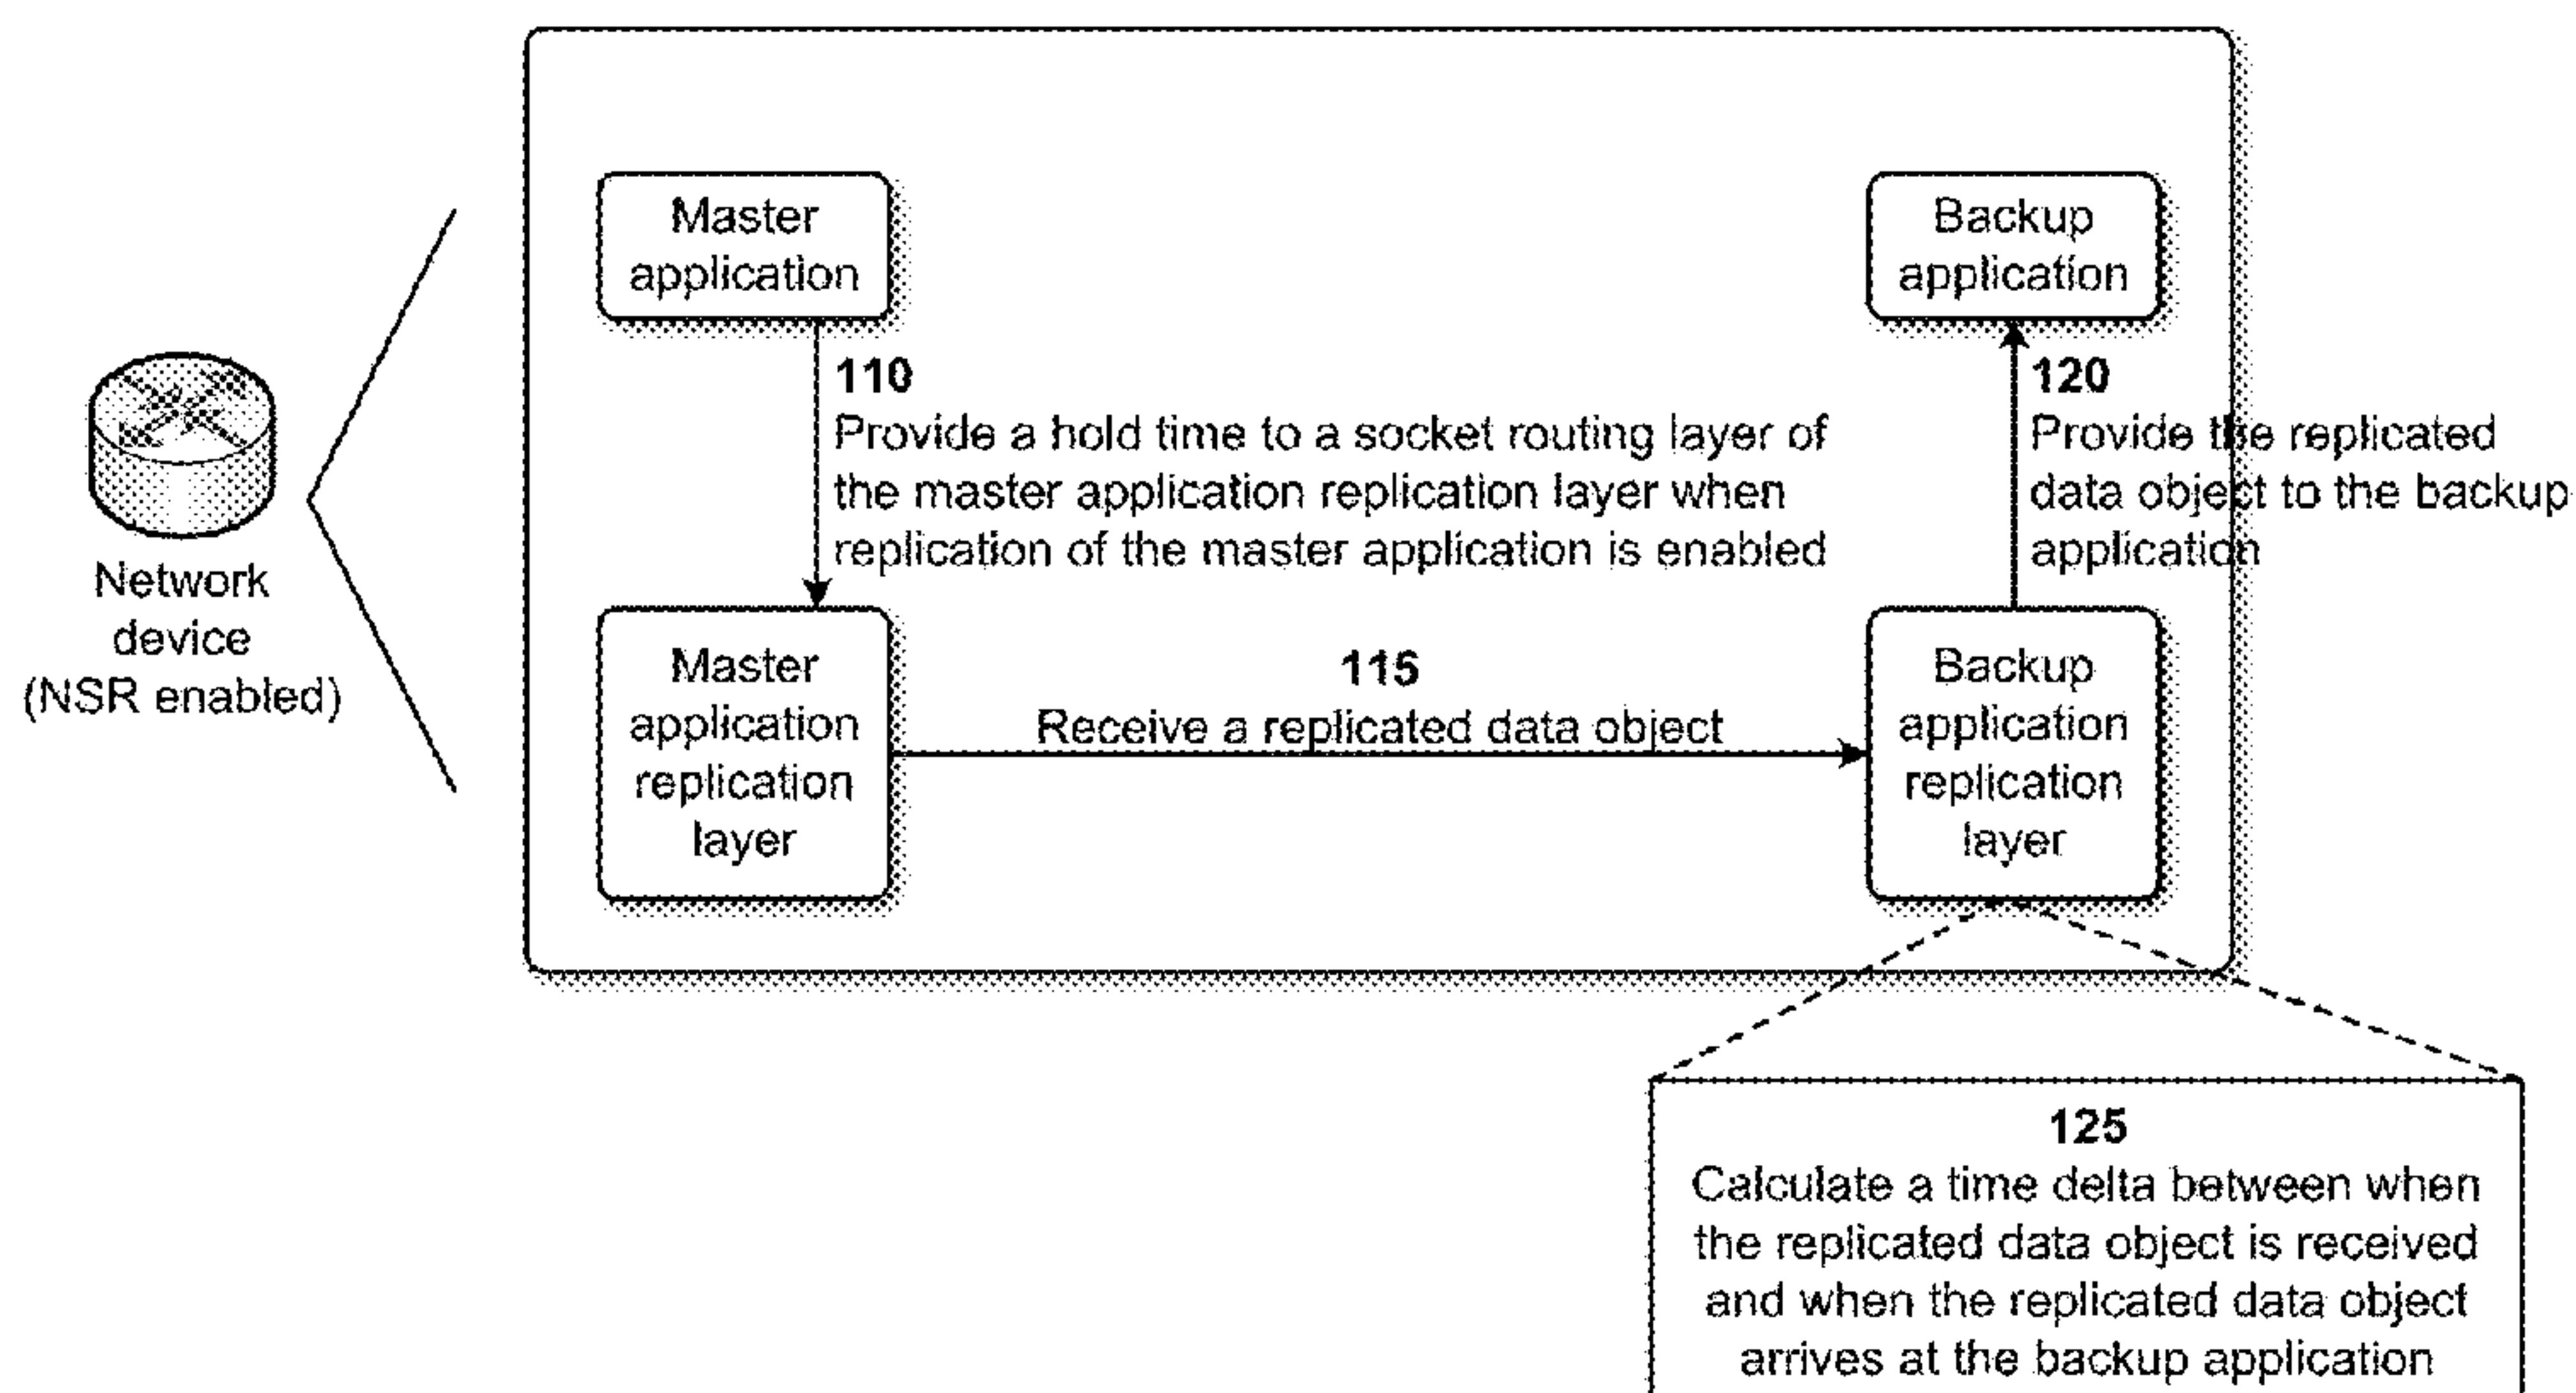 Master
application
Backup
application
110
Provide a hold time to a socket routing layer of
the master application replication layer when
replication of the master application is enabled
120
Provide the replicated
data object to the backup
application
Network
device
(NSR enabled)
Master
application
replication
layer
115
Receive a replicated data object
Backup
application
replication
layer
125
Calculate a time delta between when
the replicated data object is received
and when the replicated data object
arrives at the backup application